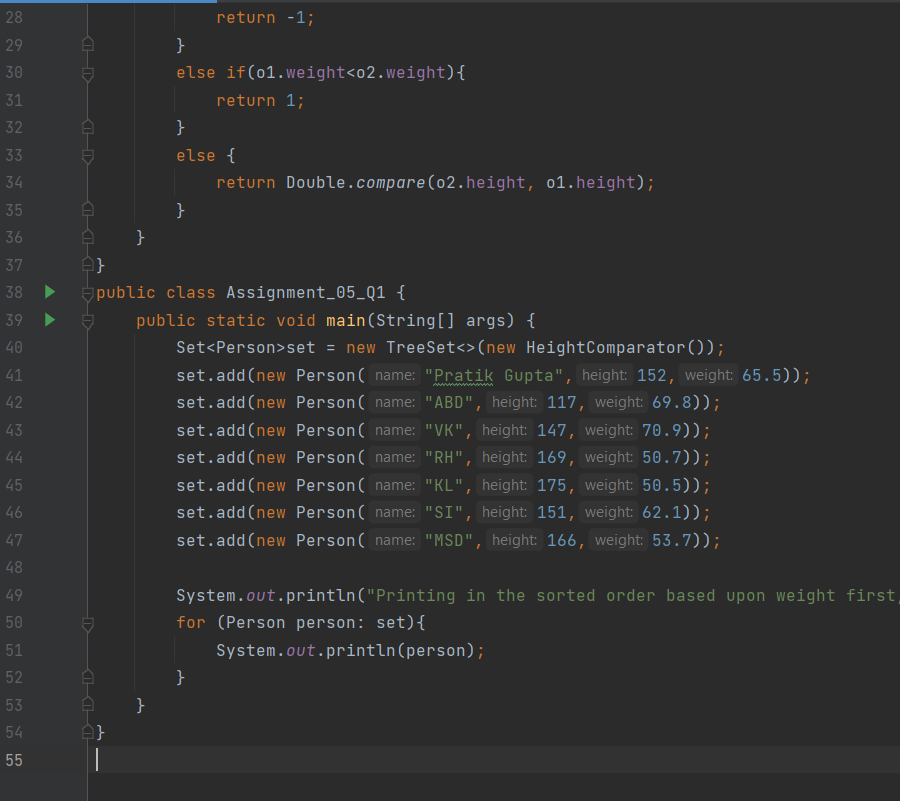 28 return -1;
29 }
30 else if(o1.weight<o2.weight){
31 return 1;
32 }
33 else {
34 return Double.compare(o2.height, o1.height);
35 }
36 }
37 }
38 public class Assignment_05_Q1 {
39 public static void main(String[] args) {
40 Set<Person>set = new TreeSet<>(new HeightComparator());
41 set.add(new Person( name: "Pratik Gupta", height: 152, weight: 65.5));
42 set.add(new Person( name: "ABD", height: 117, weight: 69.8));
43 set.add(new Person( name: "VK", height: 147, weight: 70.9));
44 set.add(new Person( name: "RH", height: 169, weight: 50.7));
45 set.add(new Person( name: "KL", height: 175, weight: 50.5));
46 set.add(new Person( name: "SI", height: 151, weight: 62.1));
47 set.add(new Person( name: "MSD", height: 166, weight: 53.7));
48
49 System.out.println("Printing in the sorted order based upon weight first,
50 for (Person person: set){
51 System.out.println(person);
52 }
53 }
54 }
55